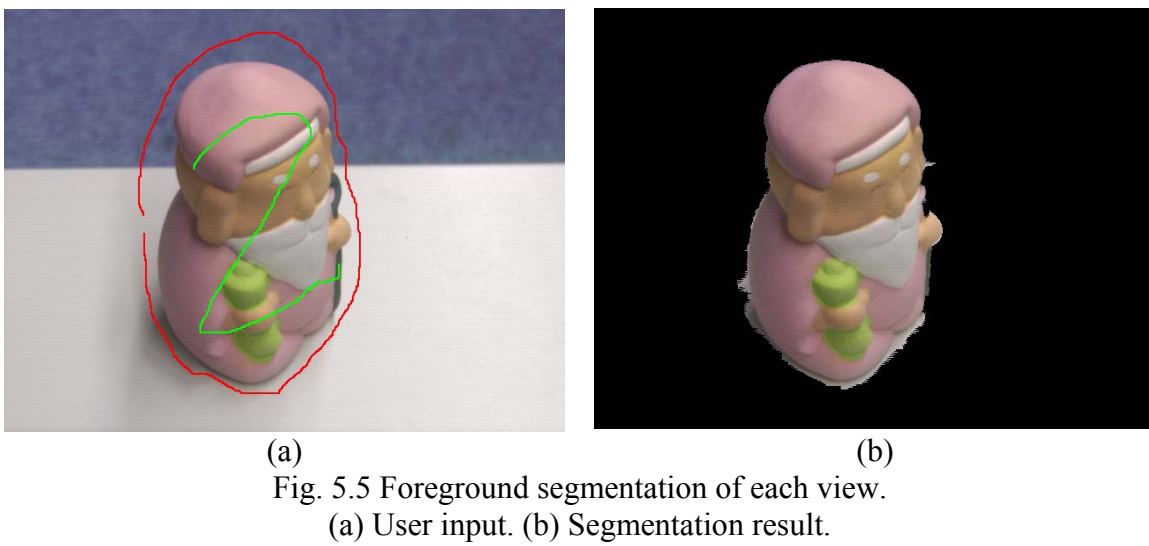 (a)
(b)
Fig. 5.5 Foreground segmentation of each view.
(a) User input. (b) Segmentation result.